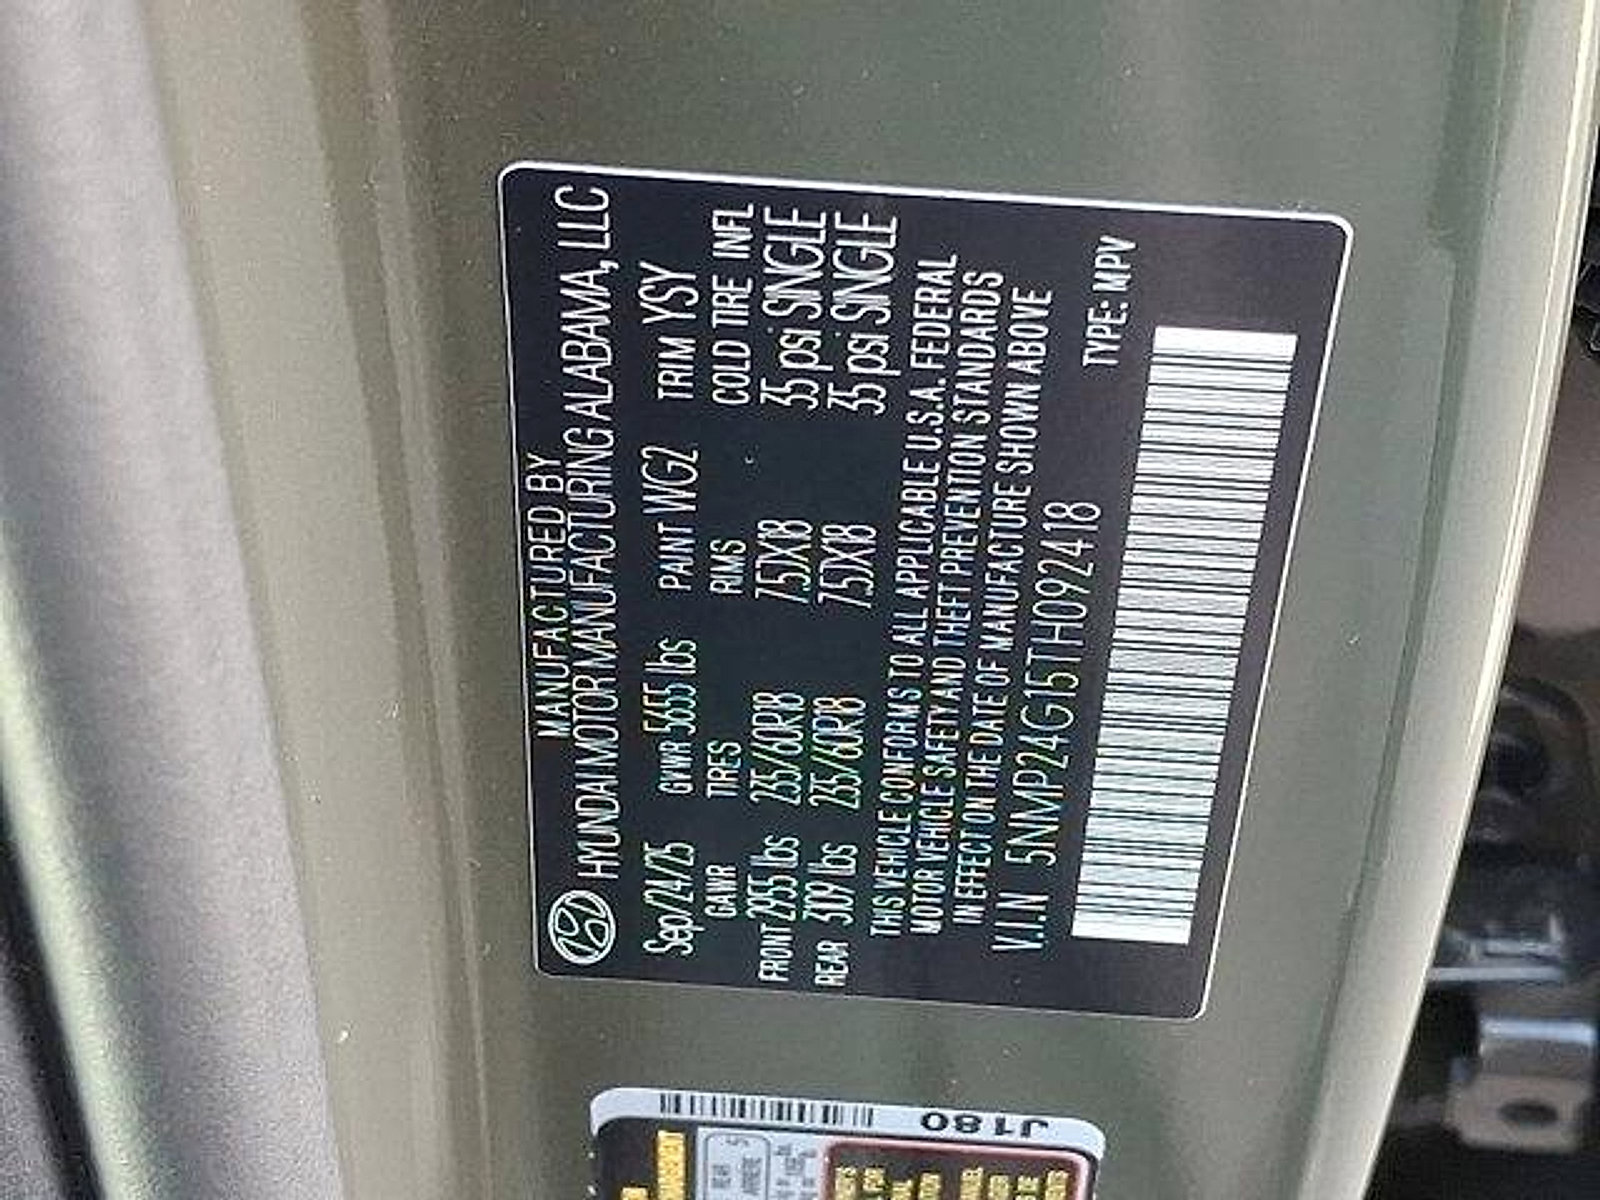 MANUFACTURED BY
HYUNDAI MOTOR MANUFACTURING ALABAMA, LLC
Sep/24/25 GVWR 5655 lbs PAINT WG2 TRIM YSY
GAWR TIRES RIMS COLD TIRE INFL
FRONT 2955 lbs 235/60R18 7.5JX18 35 psi SINGLE
REAR 3109 lbs 235/60R18 7.5JX18 35 psi SINGLE
THIS VEHICLE CONFORMS TO ALL APPLICABLE U.S.A. FEDERAL
MOTOR VEHICLE SAFETY AND THEFT PREVENTION STANDARDS
IN EFFECT ON THE DATE OF MANUFACTURE SHOWN ABOVE
V.I.N 5NMP24G15TH092418
TYPE: MPV
J180